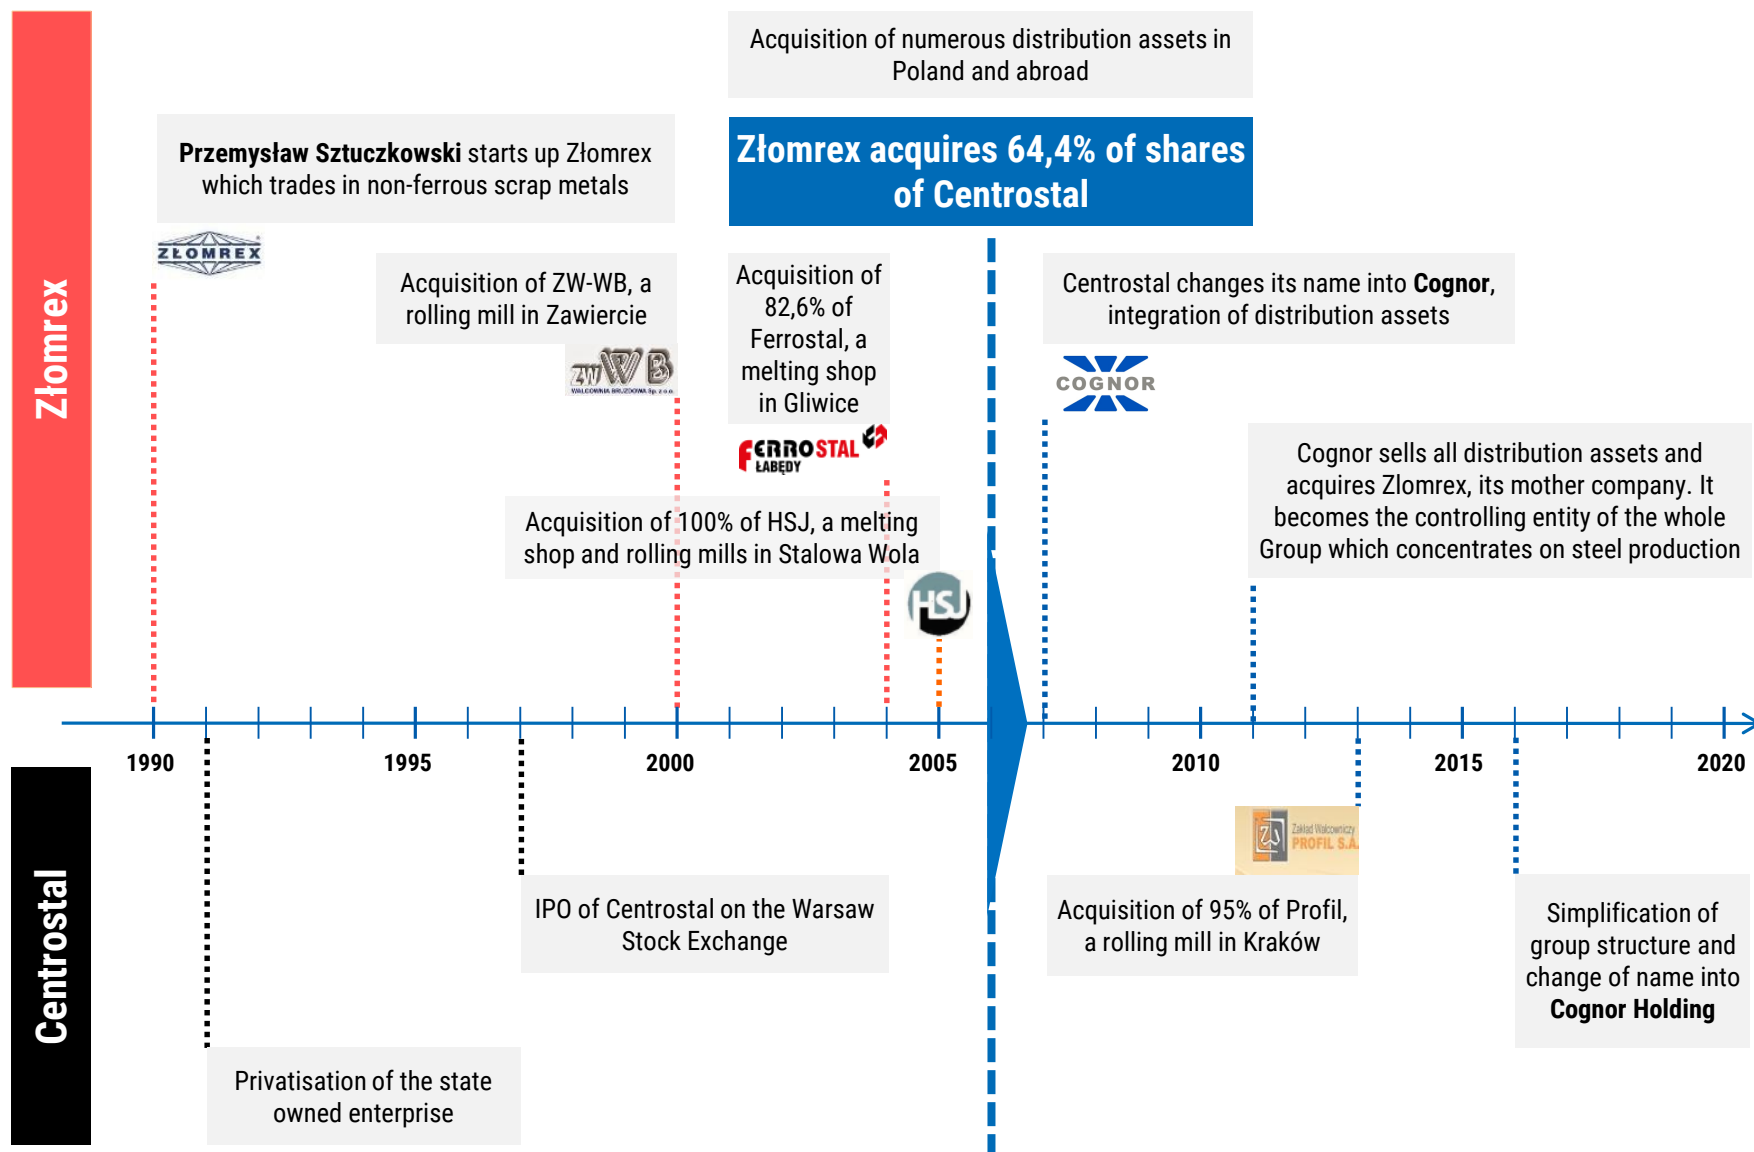 Złomrex
Acquisition of numerous distribution assets in
Poland and abroad
Przemysław Sztuczkowski starts up Złomrex
which trades in non-ferrous scrap metals
Złomrex acquires 64,4% of shares
of Centrostal
ZŁOMREX
Acquisition of ZW-WB, a
rolling mill in Zawiercie
ZW WB
WALCOWNIA BRUZDOWA Sp. z o.o.
Acquisition of
82,6% of
Ferrostal, a
melting shop
in Gliwice
FERROSTAL
ŁABĘDY
Centrostal changes its name into Cognor,
integration of distribution assets
COGNOR
Acquisition of 100% of HSJ, a melting
shop and rolling mills in Stalowa Wola
HSJ
Cognor sells all distribution assets and
acquires Zlomrex, its mother company. It
becomes the controlling entity of the whole
Group which concentrates on steel production
1990
1995
2000
2005
2010
2015
2020
Centrostal
Zakład Walcowniczy
PROFIL S.A.
IPO of Centrostal on the Warsaw
Stock Exchange
Acquisition of 95% of Profil,
a rolling mill in Kraków
Simplification of
group structure and
change of name into
Cognor Holding
Privatisation of the state
owned enterprise